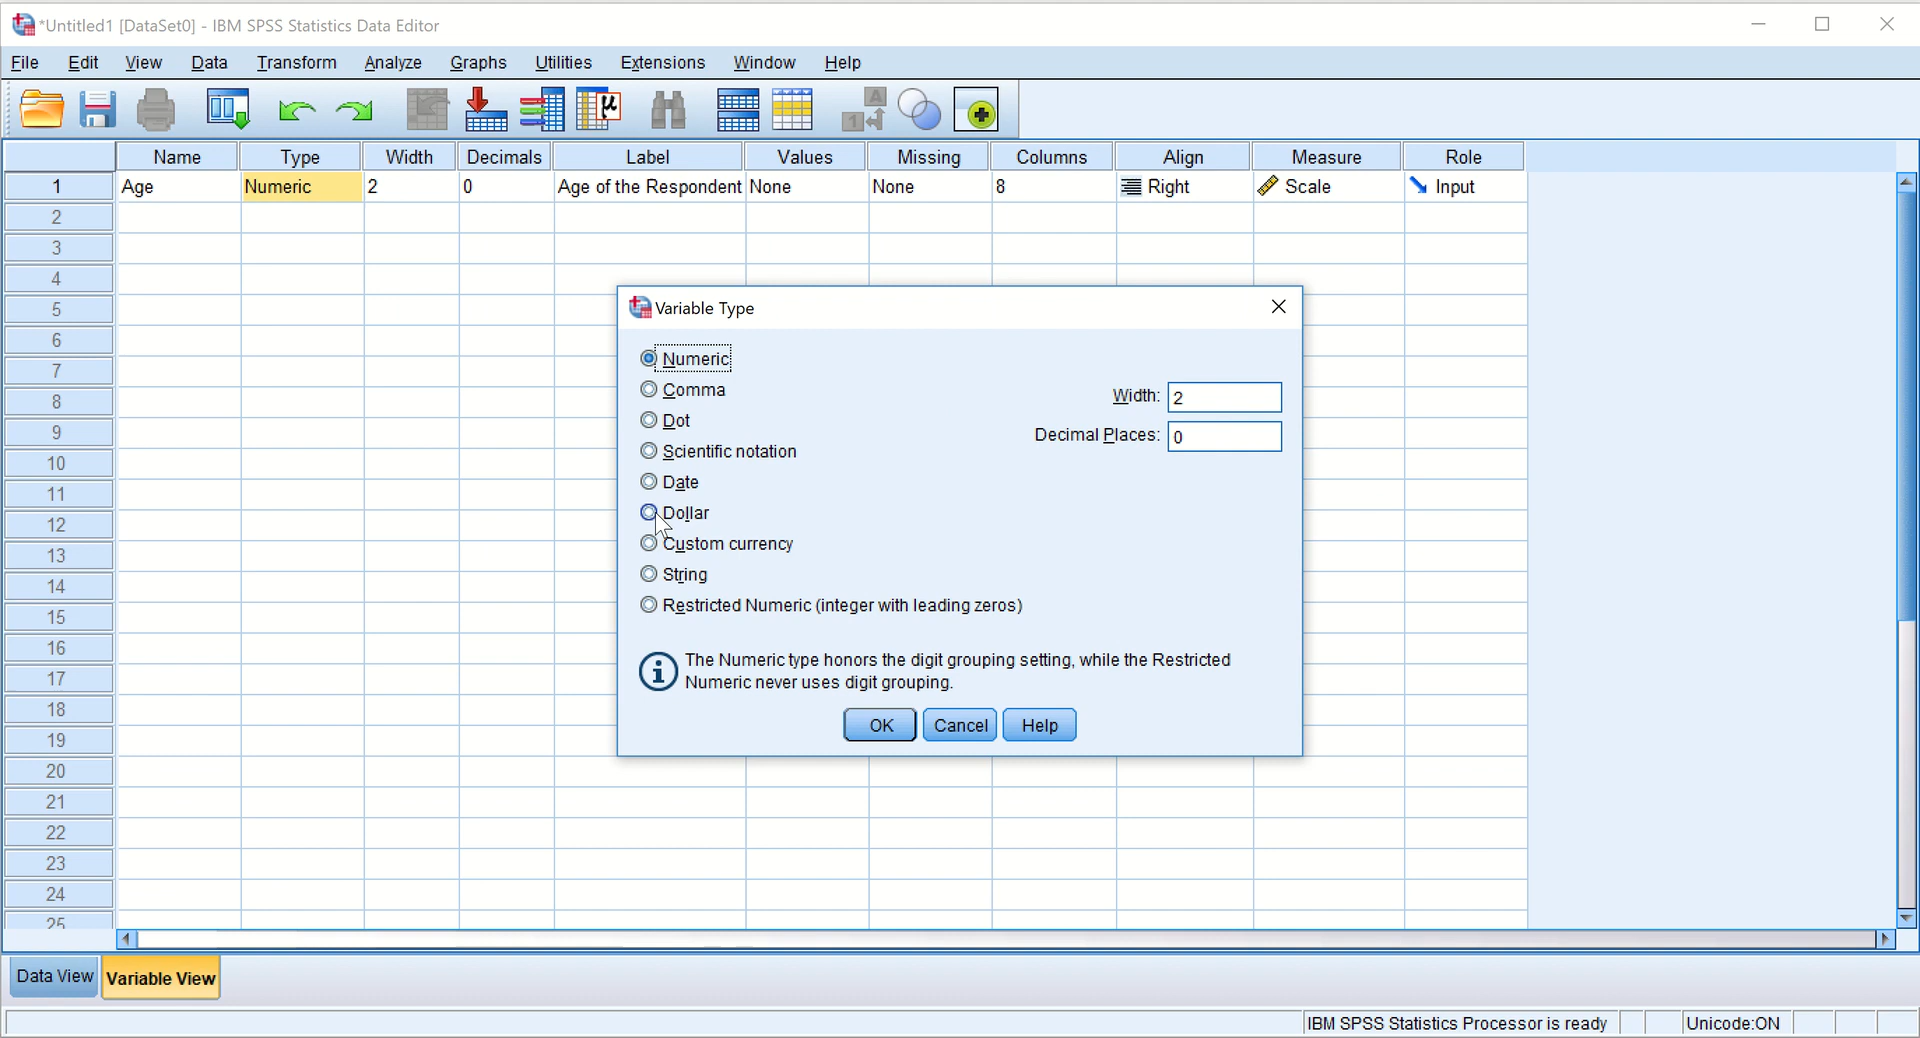 *Untitled1 [DataSet0] - IBM SPSS Statistics Data Editor
File Edit View Data Transform Analyze Graphs Utilities Extensions Window Help
Name Type Width Decimals Label Values Missing Columns Align Measure Role
1 Age Numeric 2 0 Age of the Respondent None None 8 Right Scale Input
2
3
4
5
6
7
8
9
10
11
12
13
14
15
16
17
18
19
20
21
22
23
24
25
Variable Type
Numeric
Comma
Dot
Scientific notation
Date
Dollar
Custom currency
String
Restricted Numeric (integer with leading zeros)
Width: 2
Decimal Places: 0
The Numeric type honors the digit grouping setting, while the Restricted
Numeric never uses digit grouping.
OK Cancel Help
Data View Variable View
IBM SPSS Statistics Processor is ready Unicode:ON